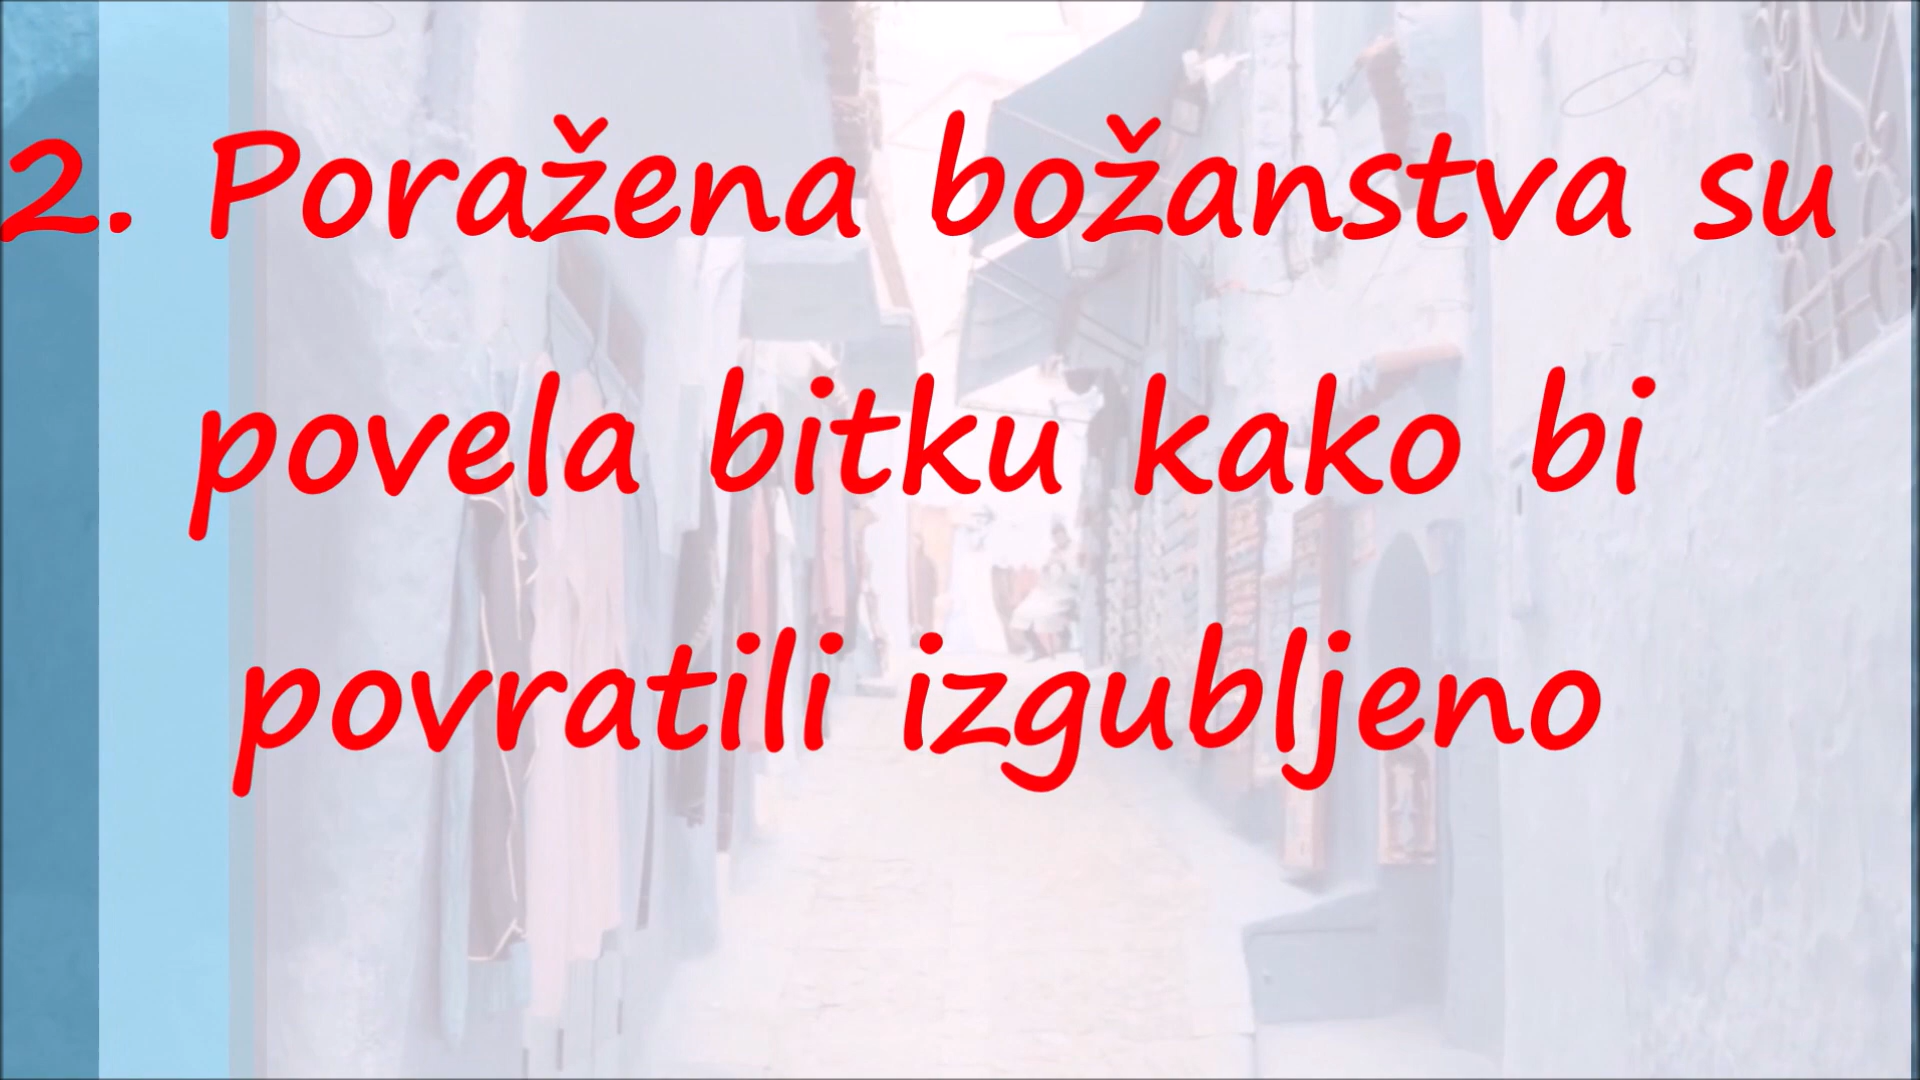 2. Poražena božanstva su
povela bitku kako bi
povratili izgubljeno